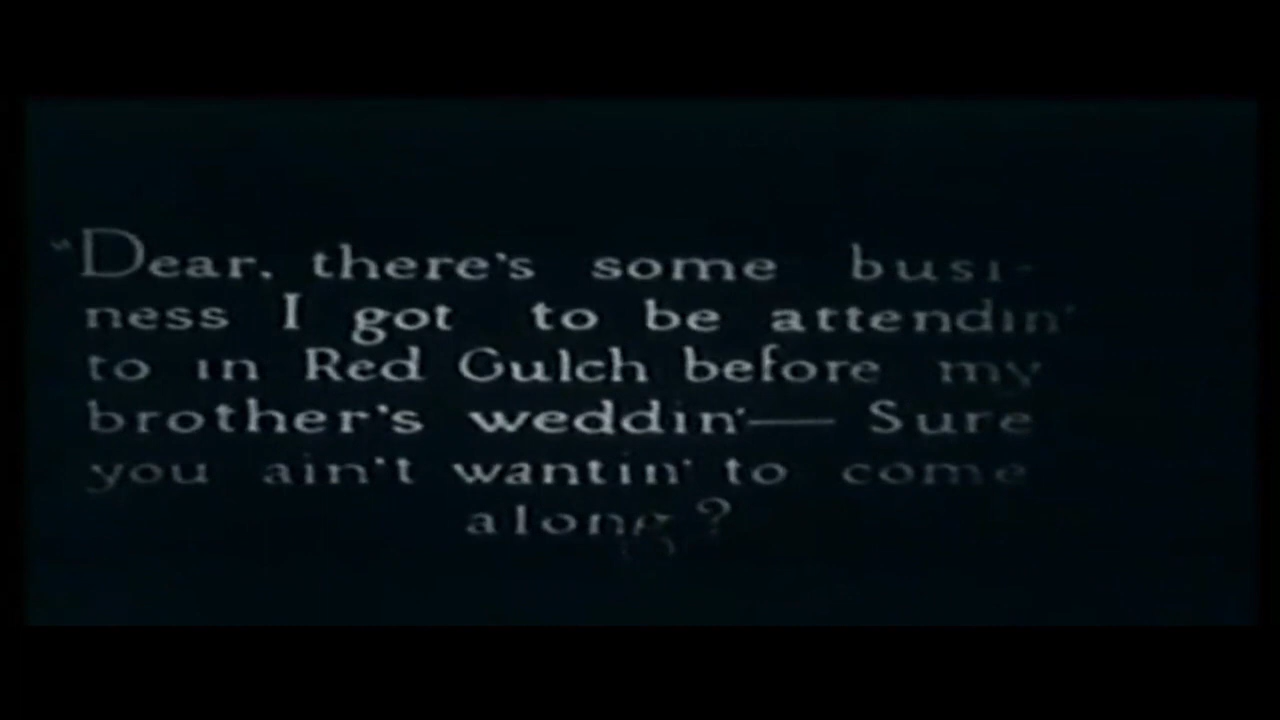 "Dear, there's some busi-
ness I got to be attendin'
to in Red Gulch before my
brother's weddin'— Sure
you ain't wantin' to come
along?